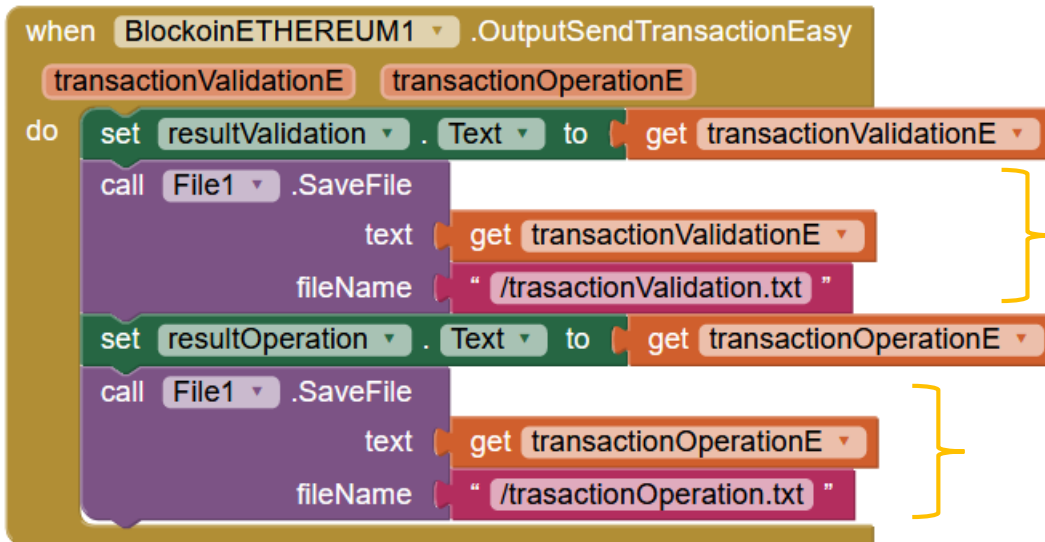 when BlockoinETHEREUM1 .OutputSendTransactionEasy
transactionValidationE transactionOperationE
do set resultValidation . Text to get transactionValidationE
call File1 .SaveFile
text get transactionValidationE
fileName " /trasactionValidation.txt "
set resultOperation . Text to get transactionOperationE
call File1 .SaveFile
text get transactionOperationE
fileName " /trasactionOperation.txt "